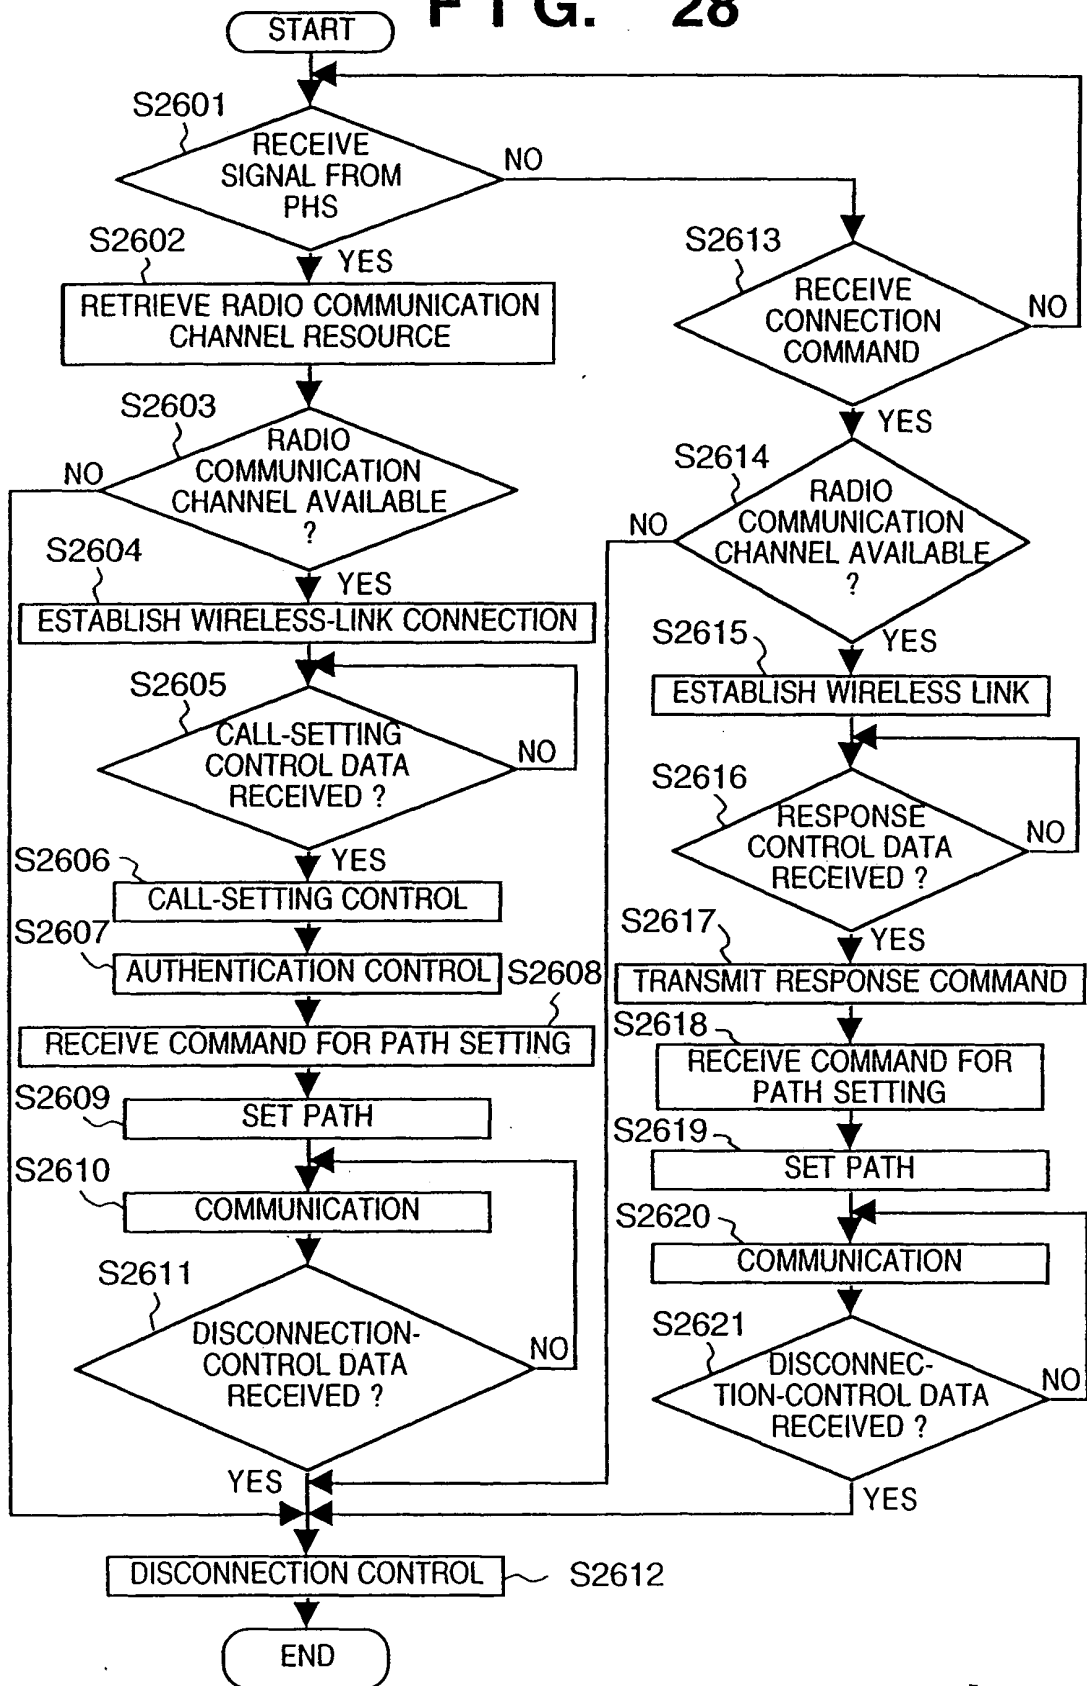 FIG. 28
START
S2601
RECEIVE
SIGNAL FROM
PHS
NO
YES
S2602
RETRIEVE RADIO COMMUNICATION
CHANNEL RESOURCE
S2603
RADIO
COMMUNICATION
CHANNEL AVAILABLE
?
NO
YES
S2604
ESTABLISH WIRELESS-LINK CONNECTION
S2605
CALL-SETTING
CONTROL DATA
RECEIVED ?
NO
YES
S2606
CALL-SETTING CONTROL
S2607
AUTHENTICATION CONTROL
S2608
RECEIVE COMMAND FOR PATH SETTING
S2609
SET PATH
S2610
COMMUNICATION
S2611
DISCONNECTION-
CONTROL DATA
RECEIVED ?
NO
YES
DISCONNECTION CONTROL
S2612
END
S2613
RECEIVE
CONNECTION
COMMAND
NO
YES
S2614
RADIO
COMMUNICATION
CHANNEL AVAILABLE
?
NO
YES
S2615
ESTABLISH WIRELESS LINK
S2616
RESPONSE
CONTROL DATA
RECEIVED ?
NO
YES
S2617
TRANSMIT RESPONSE COMMAND
S2618
RECEIVE COMMAND FOR
PATH SETTING
S2619
SET PATH
S2620
COMMUNICATION
S2621
DISCONNEC-
TION-CONTROL DATA
RECEIVED ?
NO
YES